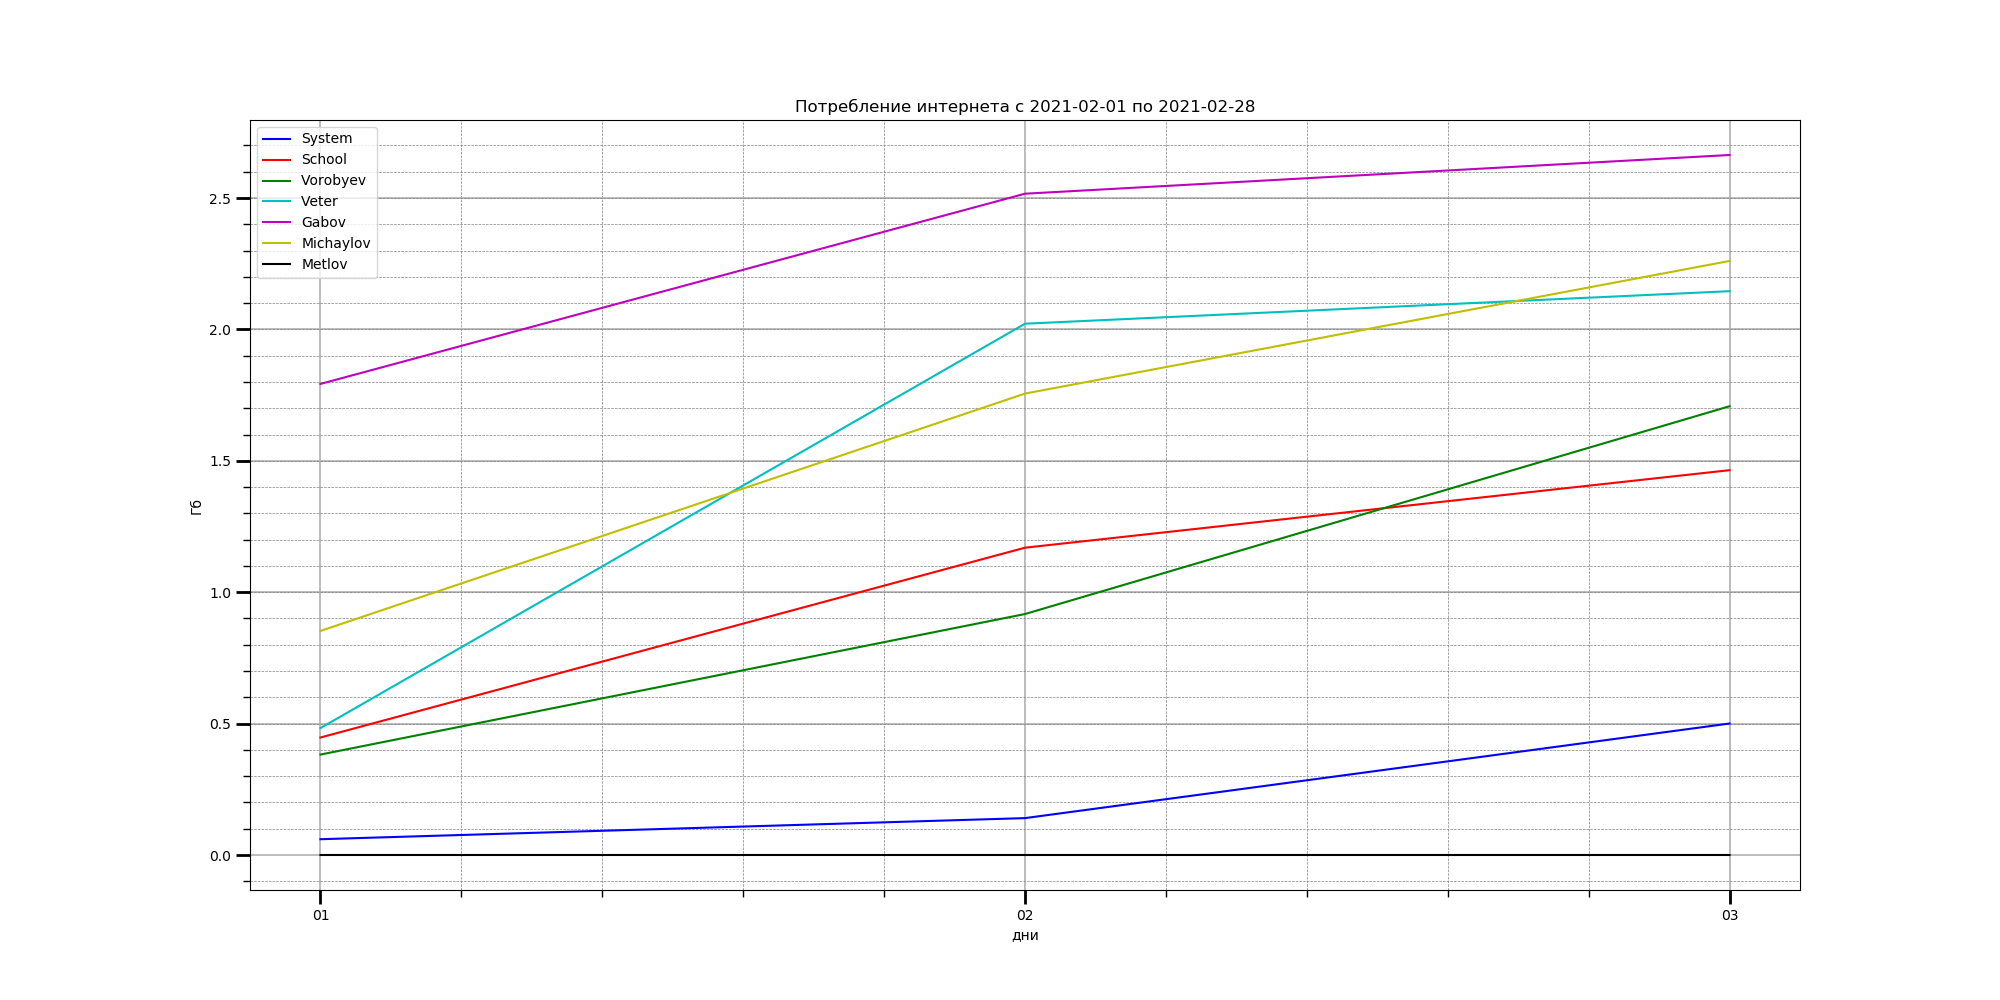 Потребление интернета с 2021-02-01 по 2021-02-28
System
School
Vorobyev
Veter
Gabov
Michaylov
Metlov
2.5
2.0
1.5
1.0
0.5
0.0
Гб
01 02 03
дни